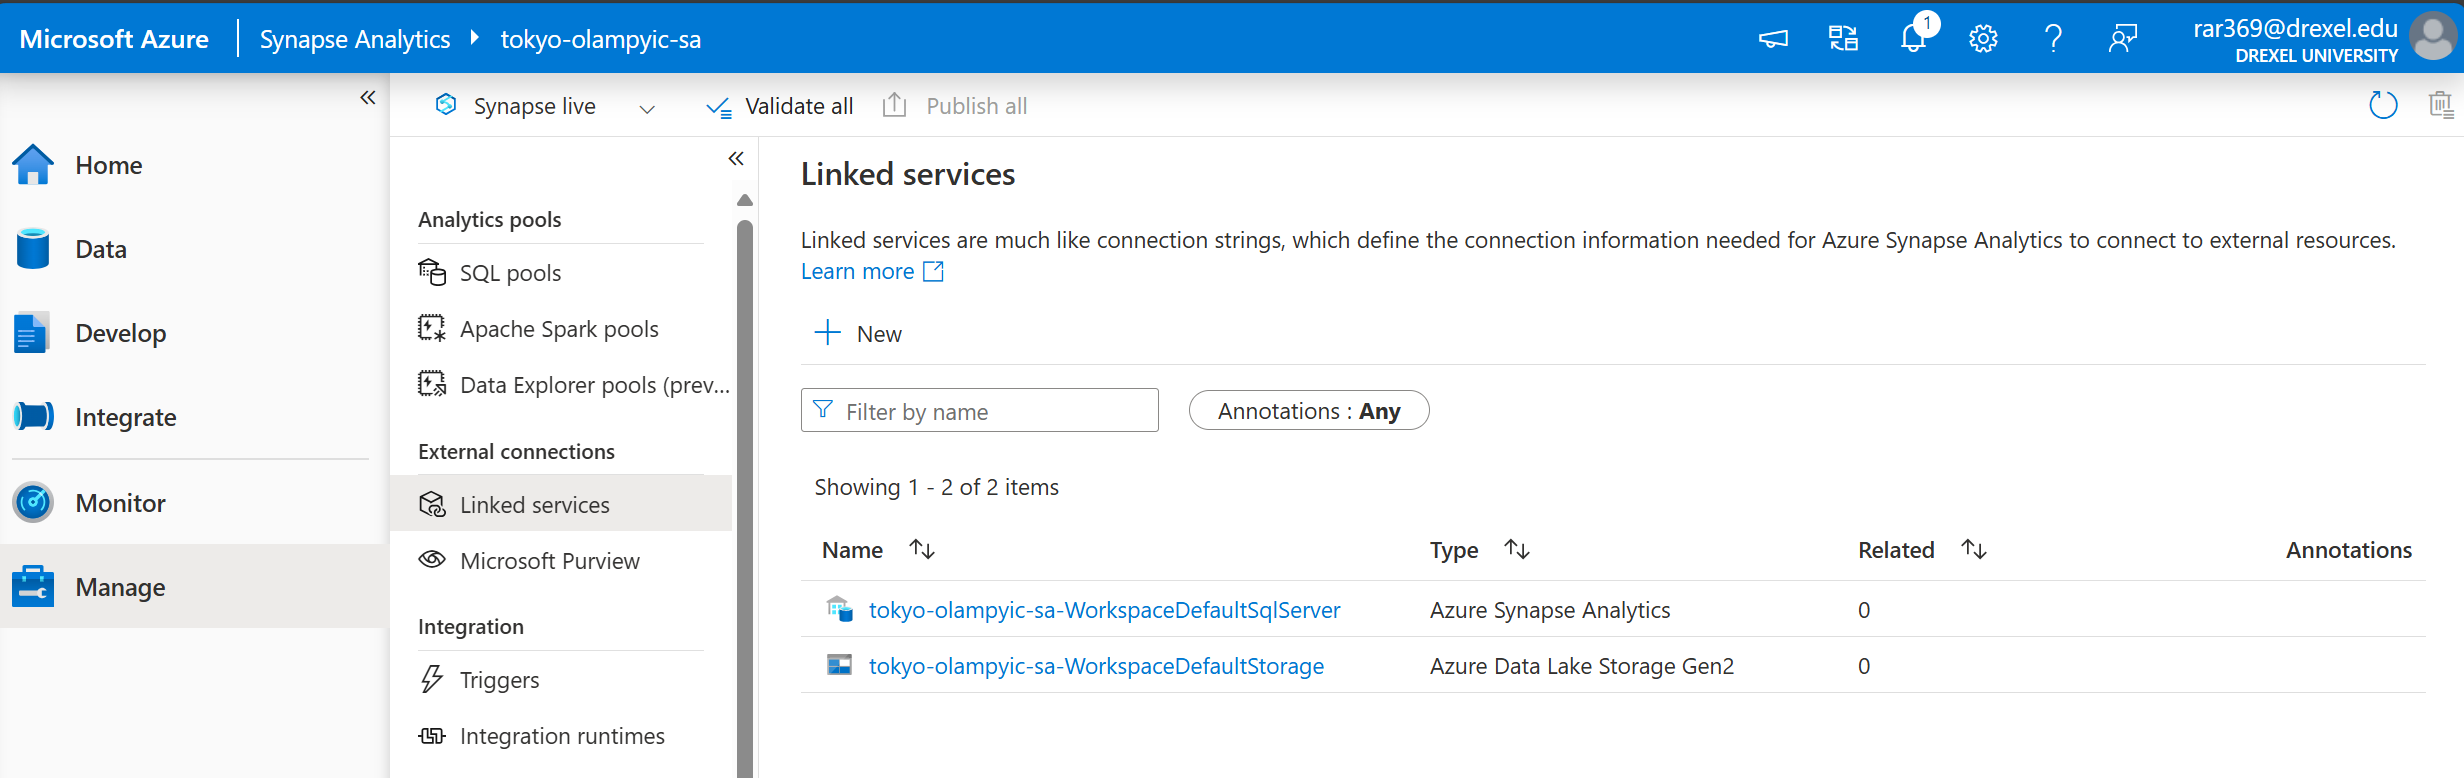 Microsoft Azure
Synapse Analytics
tokyo-olampyic-sa
1
rar369@drexel.edu
DREXEL UNIVERSITY
Synapse live
Validate all
Publish all
Home
Data
Develop
Integrate
Monitor
Manage
Analytics pools
SQL pools
Apache Spark pools
Data Explorer pools (prev...
External connections
Linked services
Microsoft Purview
Integration
Triggers
Integration runtimes
Linked services
Linked services are much like connection strings, which define the connection information needed for Azure Synapse Analytics to connect to external resources.
Learn more
New
Filter by name
Annotations : Any
Showing 1 - 2 of 2 items
Name Type Related Annotations
tokyo-olampyic-sa-WorkspaceDefaultSqlServer Azure Synapse Analytics 0
tokyo-olampyic-sa-WorkspaceDefaultStorage Azure Data Lake Storage Gen2 0